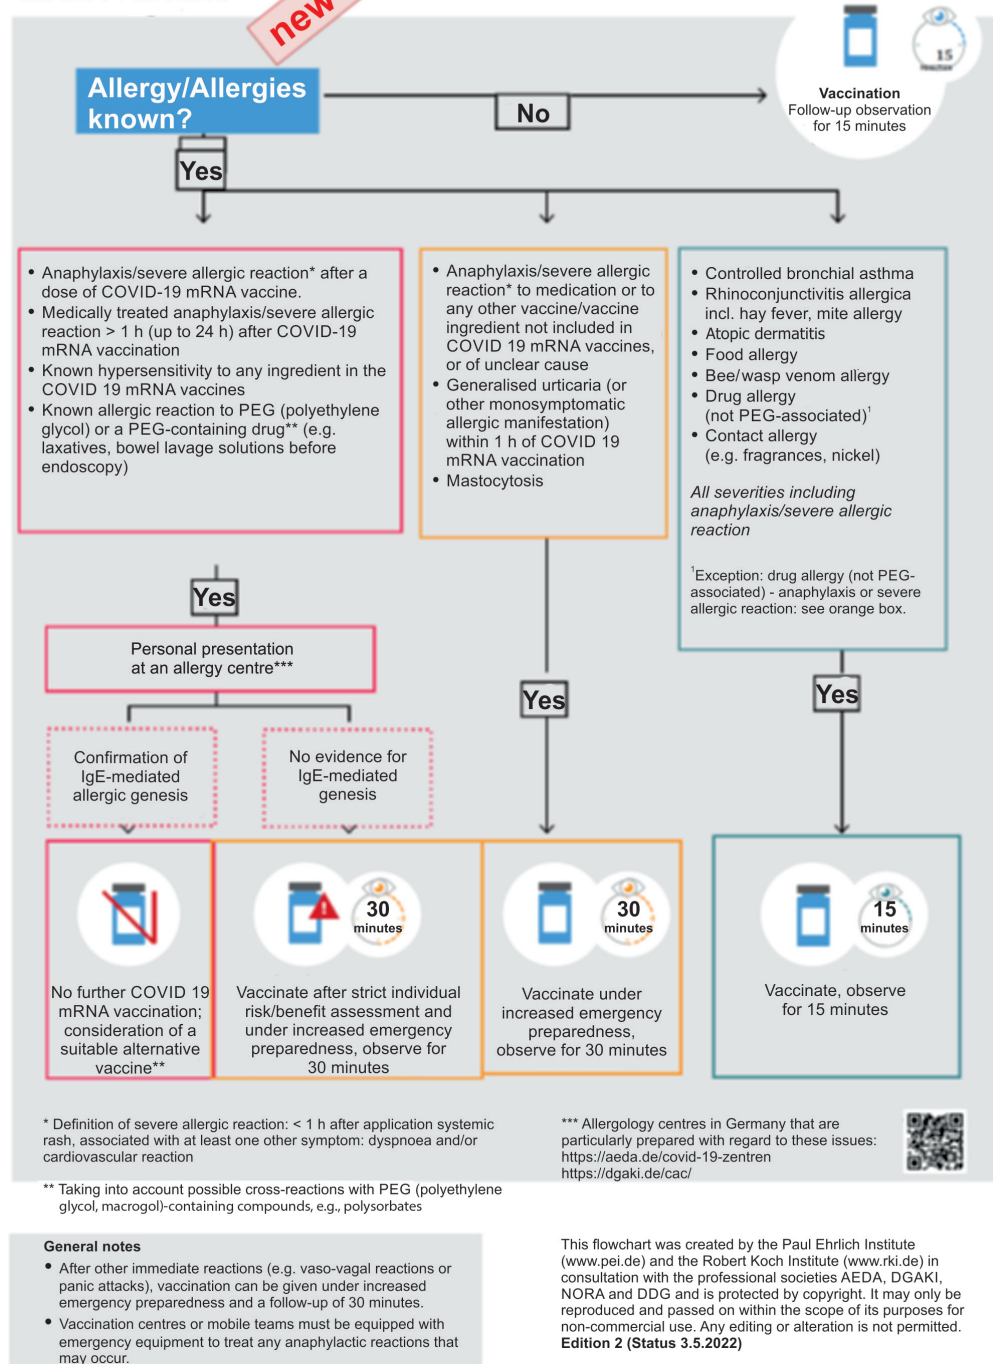 new
Allergy/Allergies
known?
No
15
Vaccination
Follow-up observation
for 15 minutes
Yes
• Anaphylaxis/severe allergic reaction* after a
dose of COVID-19 mRNA vaccine.
• Medically treated anaphylaxis/severe allergic
reaction > 1 h (up to 24 h) after COVID-19
mRNA vaccination
• Known hypersensitivity to any ingredient in the
COVID 19 mRNA vaccines
• Known allergic reaction to PEG (polyethylene
glycol) or a PEG-containing drug** (e.g.
laxatives, bowel lavage solutions before
endoscopy)
• Anaphylaxis/severe allergic
reaction* to medication or to
any other vaccine/vaccine
ingredient not included in
COVID 19 mRNA vaccines,
or of unclear cause
• Generalised urticaria (or
other monosymptomatic
allergic manifestation)
within 1 h of COVID 19
mRNA vaccination
• Mastocytosis
• Controlled bronchial asthma
• Rhinoconjunctivitis allergica
incl. hay fever, mite allergy
• Atopic dermatitis
• Food allergy
• Bee/wasp venom allergy
• Drug allergy
(not PEG-associated)¹
• Contact allergy
(e.g. fragrances, nickel)
All severities including
anaphylaxis/severe allergic
reaction
¹Exception: drug allergy (not PEG-
associated) - anaphylaxis or severe
allergic reaction: see orange box.
Yes
Personal presentation
at an allergy centre***
Yes
Yes
Confirmation of
IgE-mediated
allergic genesis
No evidence for
IgE-mediated
genesis
No further COVID 19
mRNA vaccination;
consideration of a
suitable alternative
vaccine**
30
minutes
Vaccinate after strict individual
risk/benefit assessment and
under increased emergency
preparedness, observe for
30 minutes
30
minutes
Vaccinate under
increased emergency
preparedness,
observe for 30 minutes
15
minutes
Vaccinate, observe
for 15 minutes
* Definition of severe allergic reaction: < 1 h after application systemic
rash, associated with at least one other symptom: dyspnoea and/or
cardiovascular reaction
** Taking into account possible cross-reactions with PEG (polyethylene
glycol, macrogol)-containing compounds, e.g., polysorbates
*** Allergology centres in Germany that are
particularly prepared with regard to these issues:
https://aeda.de/covid-19-zentren
https://dgaki.de/cac/
General notes
• After other immediate reactions (e.g. vaso-vagal reactions or
panic attacks), vaccination can be given under increased
emergency preparedness and a follow-up of 30 minutes.
• Vaccination centres or mobile teams must be equipped with
emergency equipment to treat any anaphylactic reactions that
may occur.
This flowchart was created by the Paul Ehrlich Institute
(www.pei.de) and the Robert Koch Institute (www.rki.de) in
consultation with the professional societies AEDA, DGAKI,
NORA and DDG and is protected by copyright. It may only be
reproduced and passed on within the scope of its purposes for
non-commercial use. Any editing or alteration is not permitted.
Edition 2 (Status 3.5.2022)